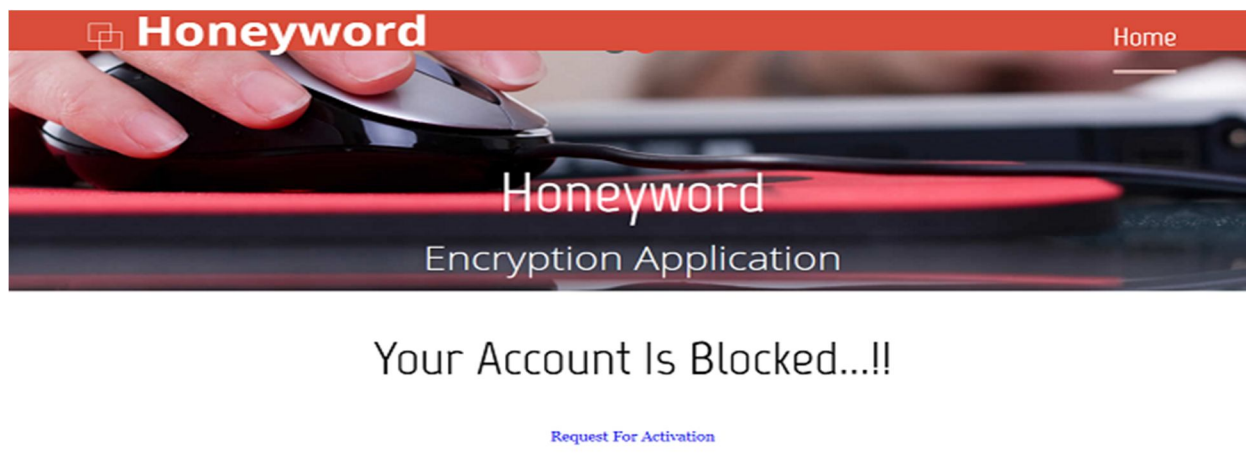 Honeyword
Home
Honeyword
Encryption Application
Your Account Is Blocked...!!
Request For Activation